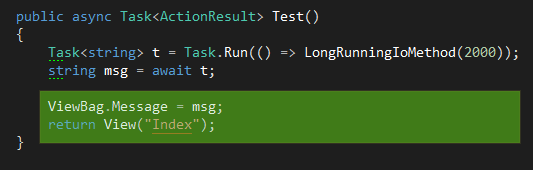 public async Task<ActionResult> Test()
{
    Task<string> t = Task.Run(() => LongRunningIoMethod(2000));
    string msg = await t;
    ViewBag.Message = msg;
    return View("Index");
}